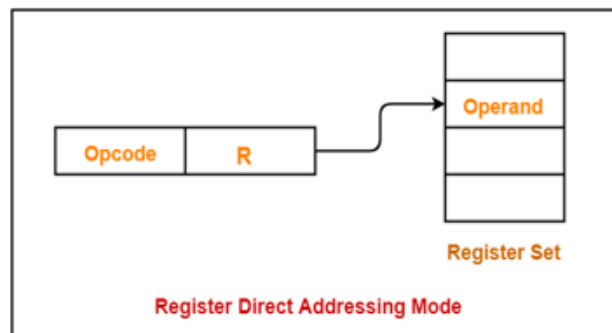 Operand
Opcode R
Register Set
Register Direct Addressing Mode